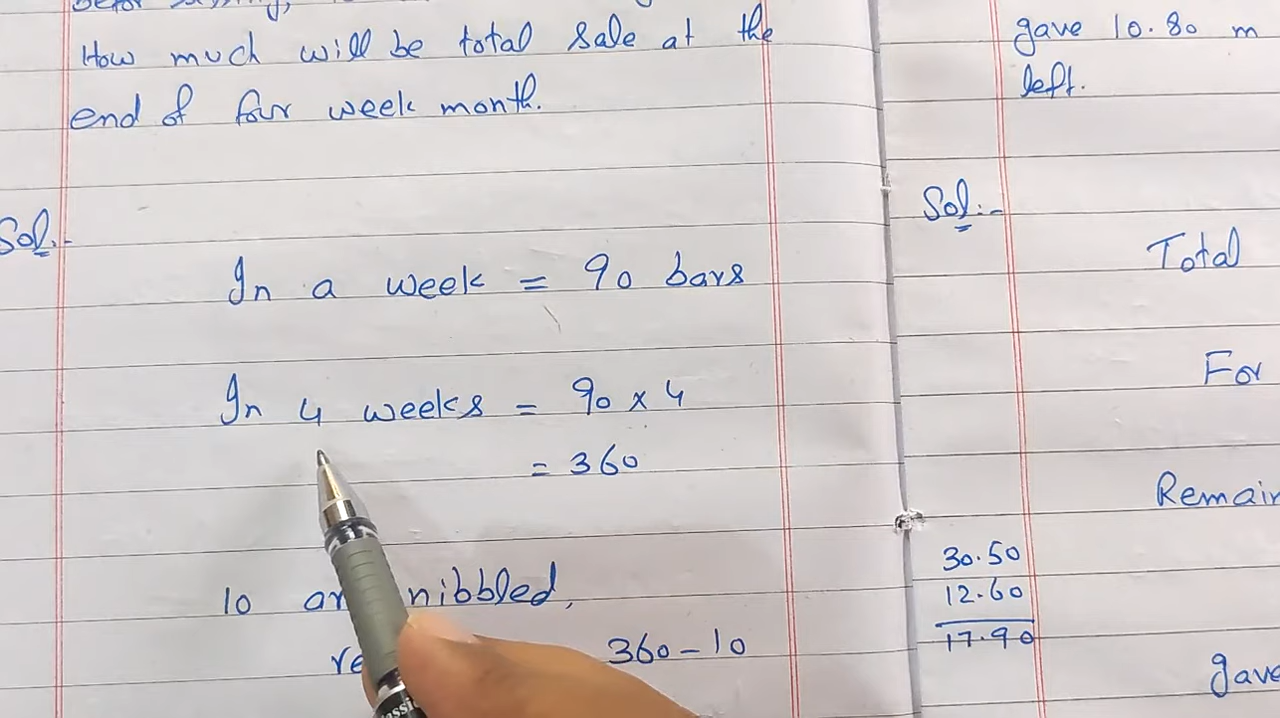 How much will be total sale at the
end of four week month.
Sol:-
In a week = 90 bars
In 4 weeks = 90 x 4
= 360
10 nibbled,
360 - 10
gave 10.80 m
left.
Sol:-
Total
For
30.50
12.60
17.90
gave